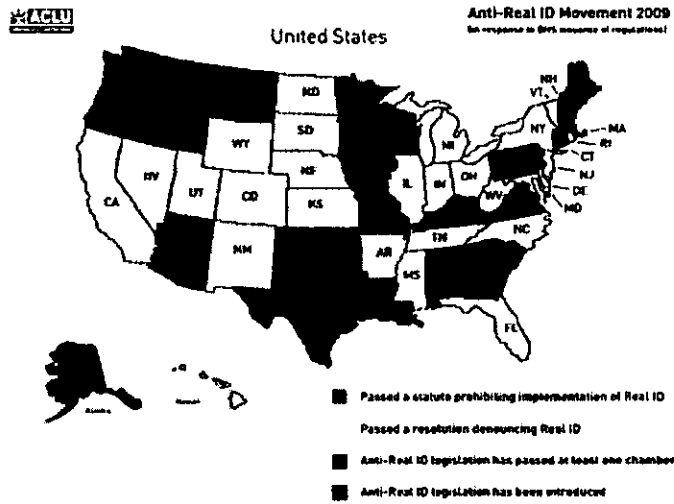 ACLU
Anti-Real ID Movement 2009
United States
ND
SD
WY
NE
NV
UT
CO
KS
CA
NM
AR
MS
TN
NC
FL
IL
IN
OH
WV
MI
NY
VT
NH
MA
RI
CT
NJ
DE
MD
Alaska
Hawaii
Passed a statute prohibiting implementation of Real ID
Passed a resolution denouncing Real ID
Anti-Real ID legislation has passed at least one chamber
Anti-Real ID legislation has been introduced